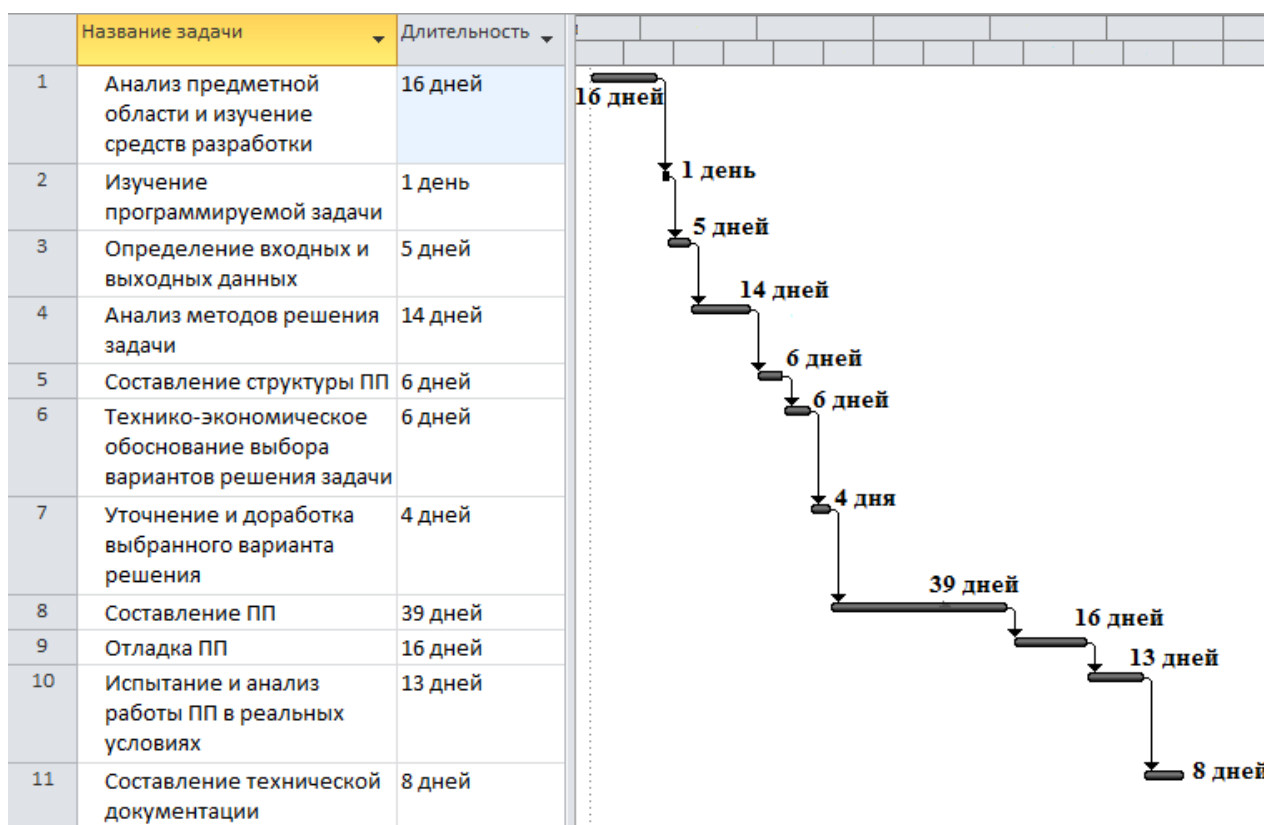 Название задачи Длительность
1 Анализ предметной 16 дней
области и изучение
средств разработки
16 дней
2 Изучение 1 день
программируемой задачи
1 день
3 Определение входных и 5 дней
выходных данных
5 дней
4 Анализ методов решения 14 дней
задачи
14 дней
5 Составление структуры ПП 6 дней
6 дней
6 Технико-экономическое 6 дней
обоснование выбора
вариантов решения задачи
6 дней
7 Уточнение и доработка 4 дней
выбранного варианта
решения
4 дня
8 Составление ПП 39 дней
39 дней
9 Отладка ПП 16 дней
16 дней
10 Испытание и анализ 13 дней
работы ПП в реальных
условиях
13 дней
11 Составление технической 8 дней
документации
8 дней